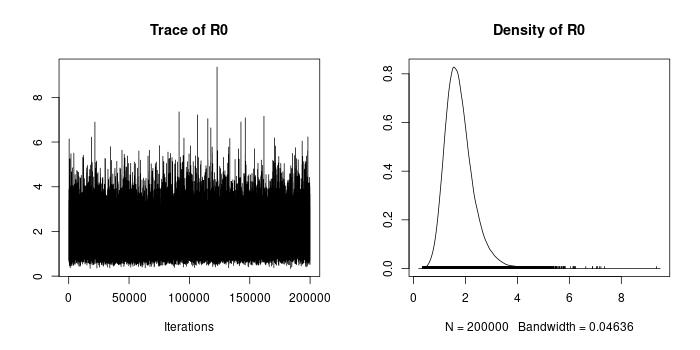 Trace of R0
8
6
4
2
0
0 50000 100000 150000 200000
Iterations
Density of R0
0.8
0.6
0.4
0.2
0.0
0 2 4 6 8
N = 200000 Bandwidth = 0.04636